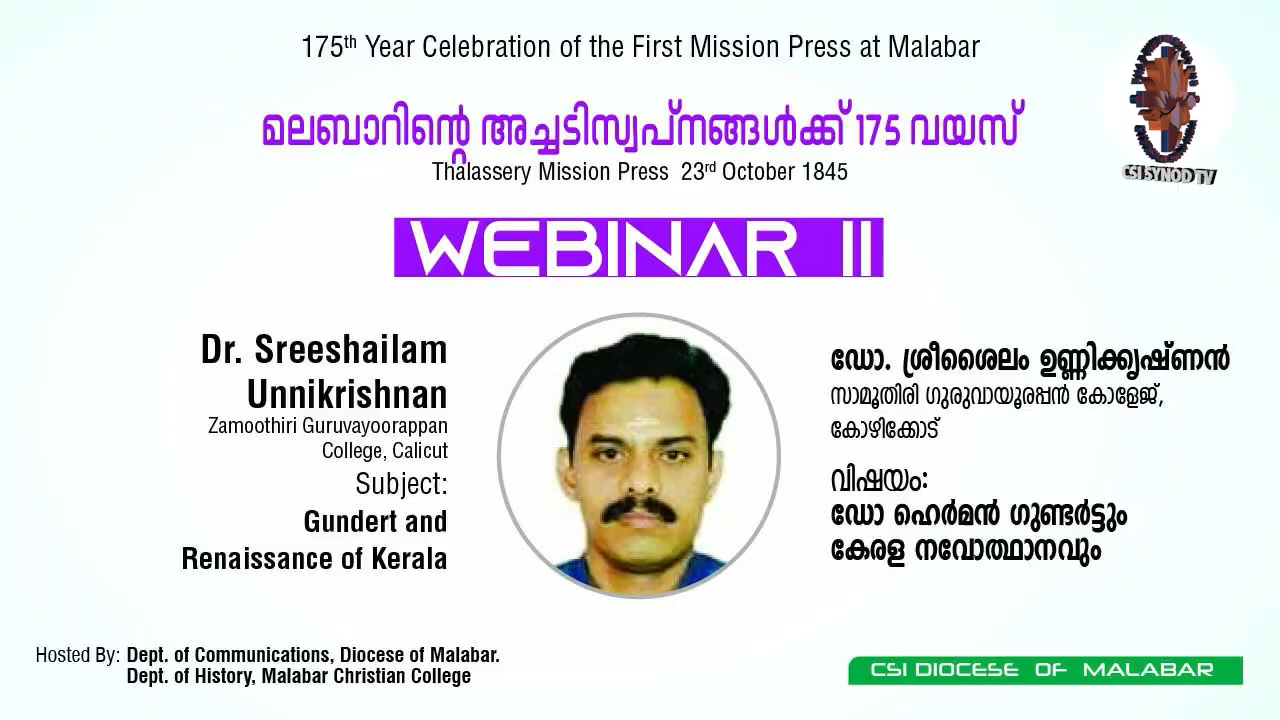 175th Year Celebration of the First Mission Press at Malabar
മലബാറിന്റെ അച്ചടിസ്വപ്നങ്ങൾക്ക് 175 വയസ്
Thalassery Mission Press 23rd October 1845
CSI SYNOD TV
WEBINAR II
Dr. Sreeshailam
Unnikrishnan
Zamoothiri Guruvayoorappan
College, Calicut
Subject:
Gundert and
Renaissance of Kerala
ഡോ. ശ്രീശൈലം ഉണ്ണിക്കൃഷ്ണൻ
സാമൂതിരി ഗുരുവായൂരപ്പൻ കോളേജ്,
കോഴിക്കോട്
വിഷയം:
ഡോ ഹെർമൻ ഗുണ്ടർട്ടും
കേരള നവോത്ഥാനവും
Hosted By: Dept. of Communications, Diocese of Malabar.
Dept. of History, Malabar Christian College
CSI DIOCESE OF MALABAR